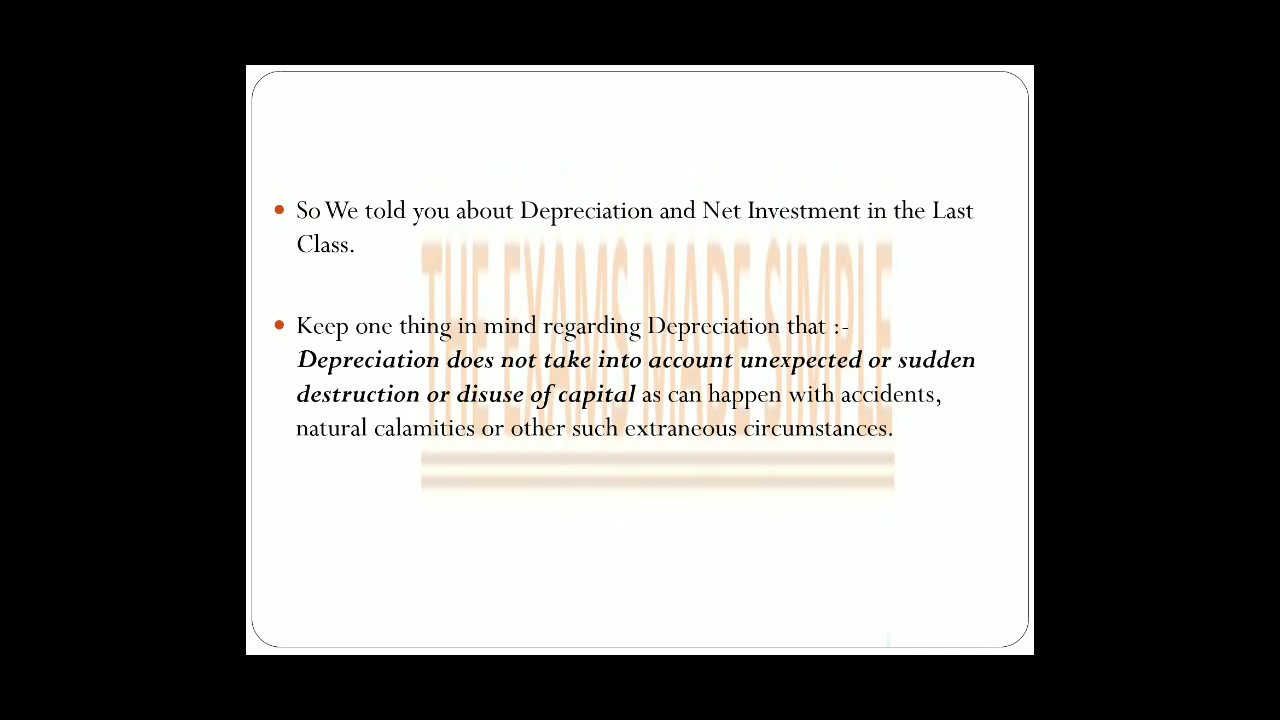 So We told you about Depreciation and Net Investment in the Last
Class.
Keep one thing in mind regarding Depreciation that :-
Depreciation does not take into account unexpected or sudden
destruction or disuse of capital as can happen with accidents,
natural calamities or other such extraneous circumstances.
THE EXAMS MADE SIMPLE